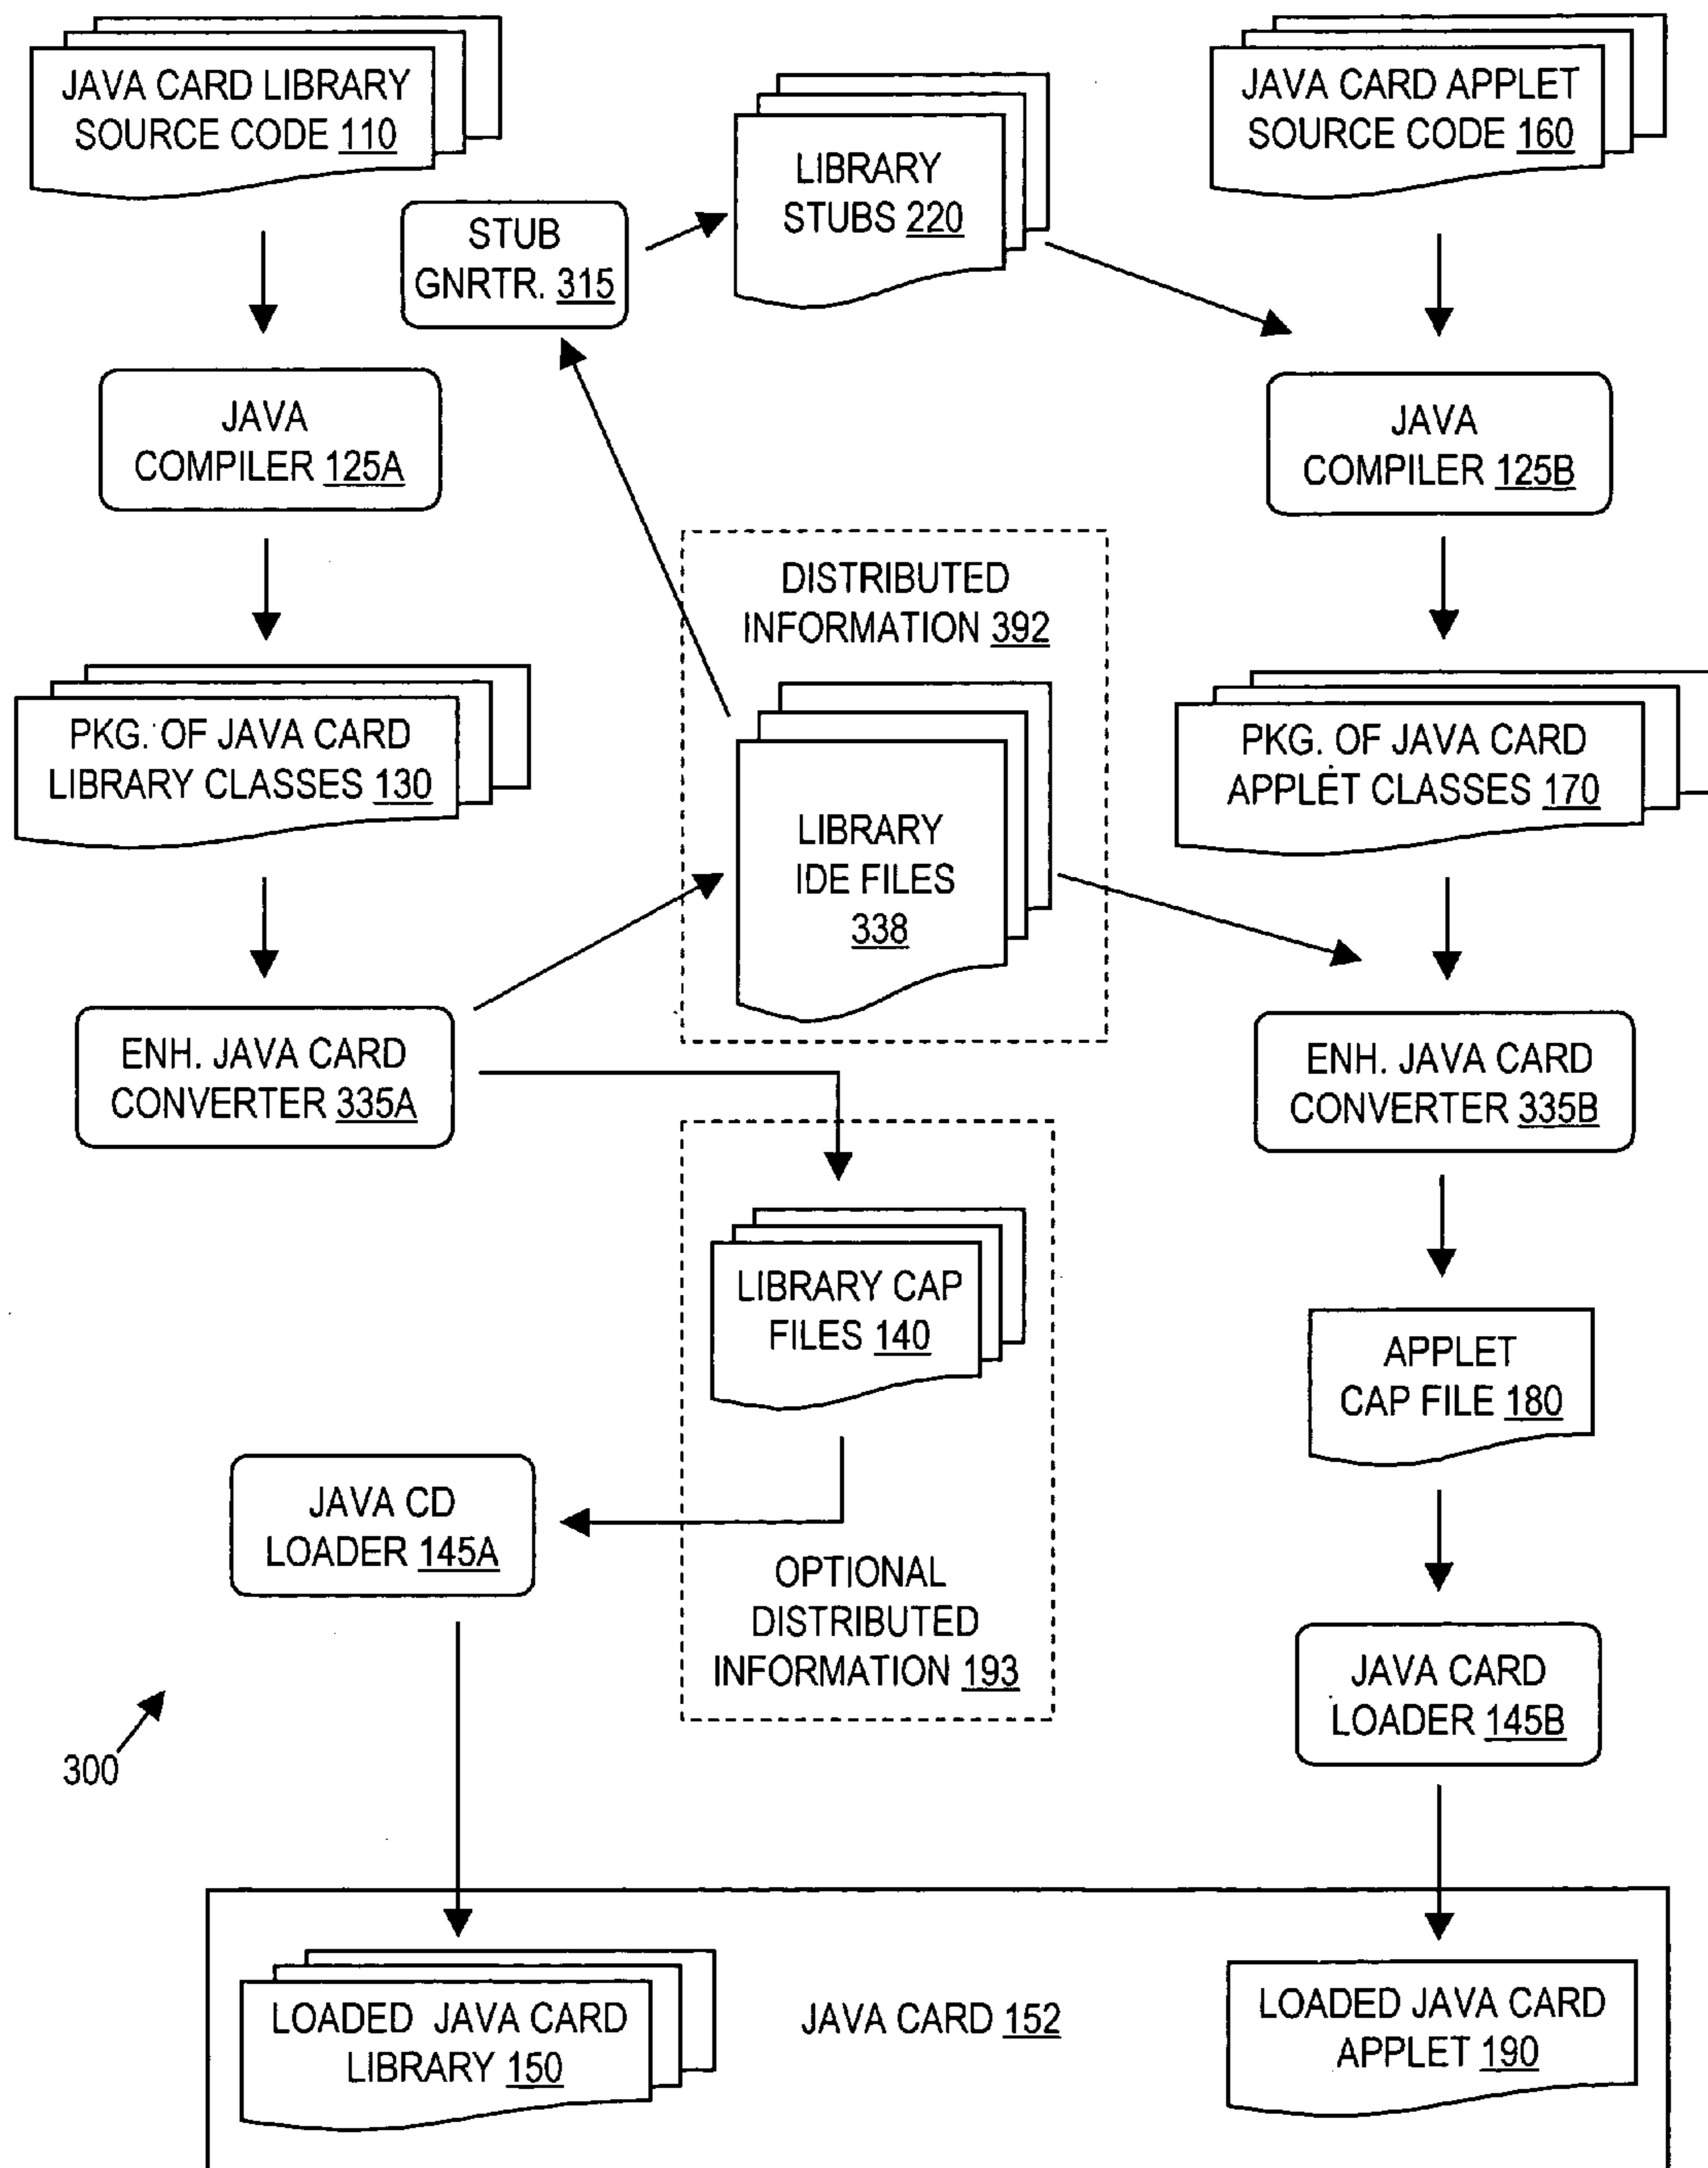 JAVA CARD LIBRARY
SOURCE CODE 110
STUB
GNRTR. 315
LIBRARY
STUBS 220
JAVA CARD APPLET
SOURCE CODE 160
JAVA
COMPILER 125A
JAVA
COMPILER 125B
DISTRIBUTED
INFORMATION 392
PKG. OF JAVA CARD
LIBRARY CLASSES 130
LIBRARY
IDE FILES
338
PKG. OF JAVA CARD
APPLET CLASSES 170
ENH. JAVA CARD
CONVERTER 335A
ENH. JAVA CARD
CONVERTER 335B
LIBRARY CAP
FILES 140
APPLET
CAP FILE 180
JAVA CD
LOADER 145A
OPTIONAL
DISTRIBUTED
INFORMATION 193
JAVA CARD
LOADER 145B
300
LOADED JAVA CARD
LIBRARY 150
JAVA CARD 152
LOADED JAVA CARD
APPLET 190